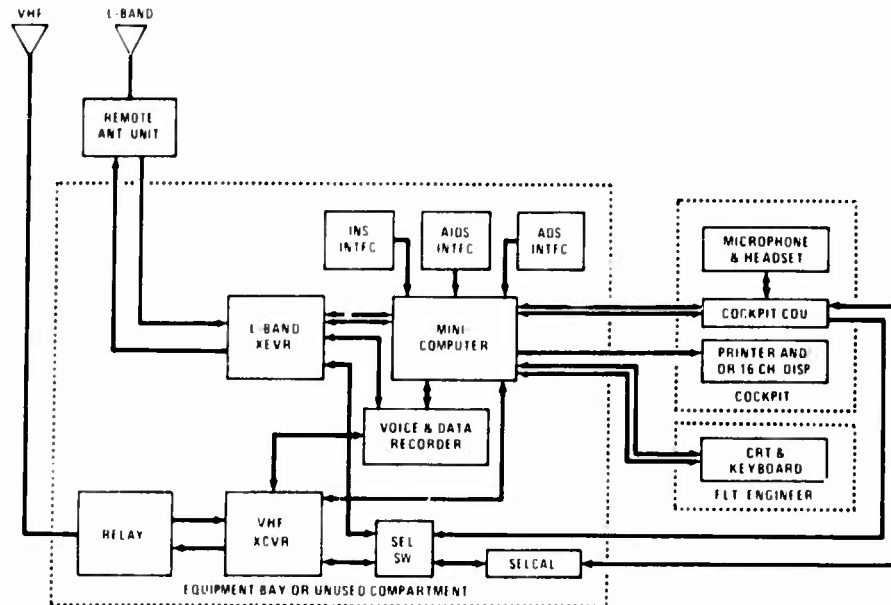 VHF
L-BAND
REMOTE
ANT UNIT
INS
INTFC
AIDS
INTFC
ADS
INTFC
MICROPHONE
& HEADSET
L-BAND
XEVR
MINI-
COMPUTER
COCKPIT CDU
PRINTER AND
OR 16 CH DISP
COCKPIT
VOICE & DATA
RECORDER
CRT &
KEYBOARD
FLT ENGINEER
RELAY
VHF
XCVR
SEL
SW
SELCAL
EQUIPMENT BAY OR UNUSED COMPARTMENT